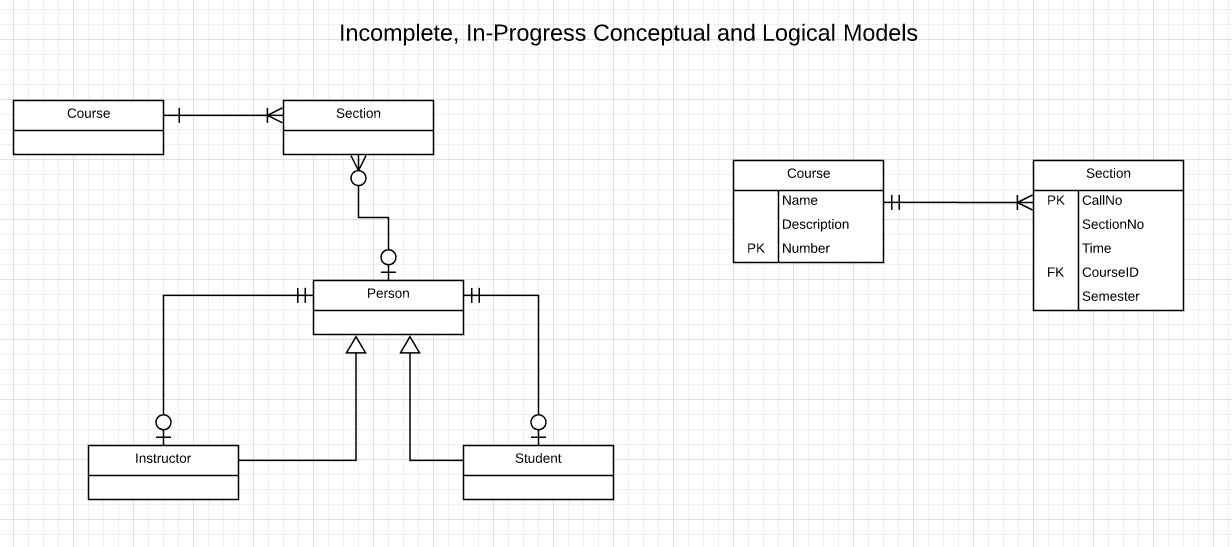 Incomplete, In-Progress Conceptual and Logical Models
Course
Section
Person
Instructor
Student
Course
Name
Description
PK Number
Section
PK CallNo
SectionNo
Time
FK CourseID
Semester